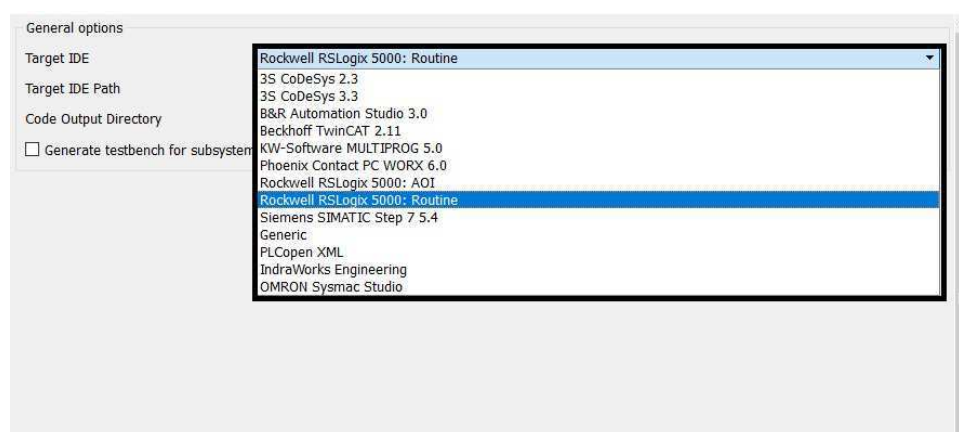 General options
Target IDE
Rockwell RSLogix 5000: Routine
Target IDE Path
Code Output Directory
Generate testbench for subsystem
3S CoDeSys 2.3
3S CoDeSys 3.3
B&R Automation Studio 3.0
Beckhoff TwinCAT 2.11
KW-Software MULTIPROG 5.0
Phoenix Contact PC WORX 6.0
Rockwell RSLogix 5000: AOI
Rockwell RSLogix 5000: Routine
Siemens SIMATIC Step 7 5.4
Generic
PLCopen XML
IndraWorks Engineering
OMRON Sysmac Studio